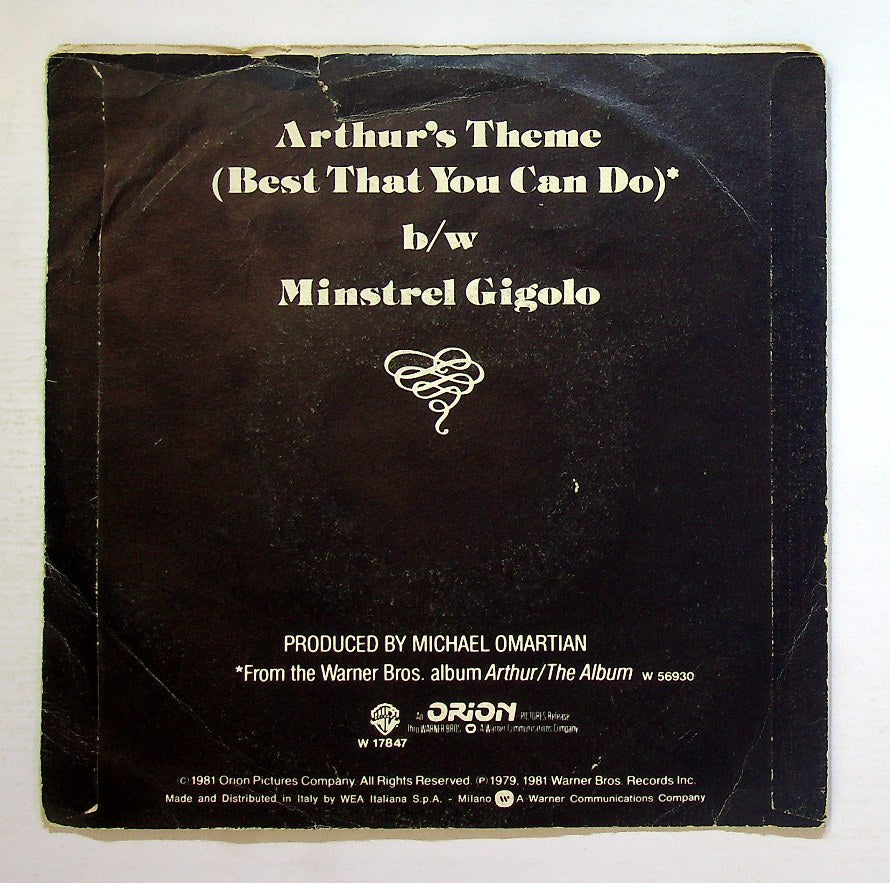 Arthur's Theme
(Best That You Can Do)*
b/w
Minstrel Gigolo
PRODUCED BY MICHAEL OMARTIAN
*From the Warner Bros. album Arthur/The Album W 56930
An ORION PICTURES Release
Thru WARNER BROS. A Warner Communications Company
W 17847
©1981 Orion Pictures Company. All Rights Reserved. ℗1979, 1981 Warner Bros. Records Inc.
Made and Distributed in Italy by WEA Italiana S.p.A. - Milano A Warner Communications Company